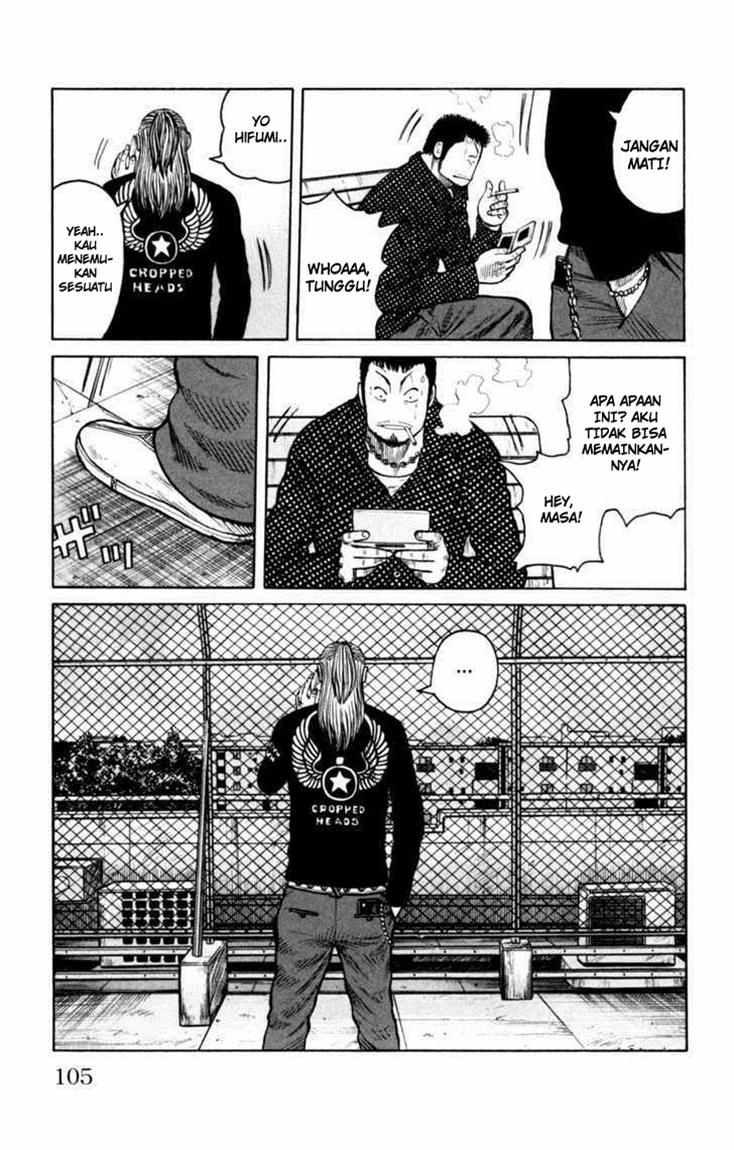 JANGAN
MATI!
WHOAAA,
TUNGGU!
YO
HIFUMI..
YEAH..
KAU
MENEMU-
KAN
SESUATU
CROPPED
HEADS
APA APAAN
INI? AKU
TIDAK BISA
MEMAINKAN-
NYA!
HEY,
MASA!
...
CROPPED
HEADS
105